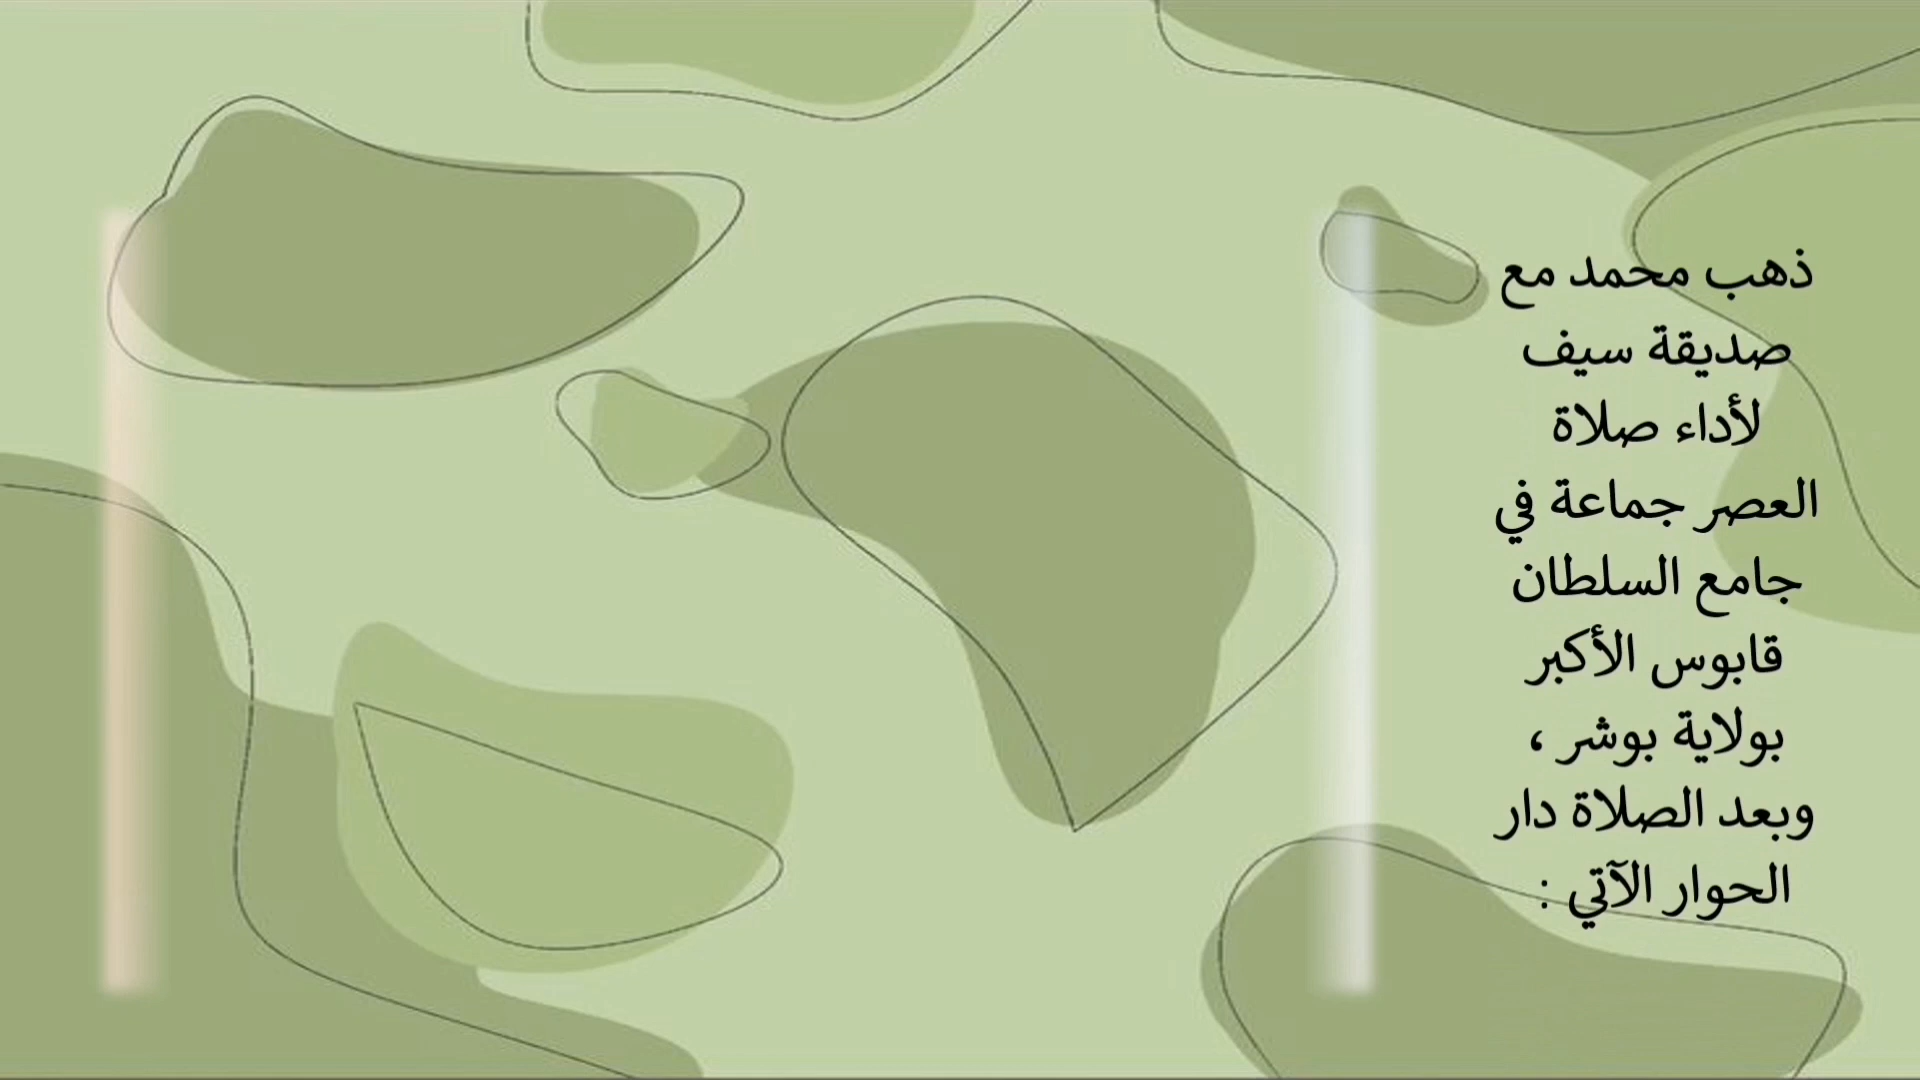 ذهب محمد مع
صديقة سيف
لأداء صلاة
العصر جماعة في
جامع السلطان
قابوس الأكبر
بولاية بوشر ،
وبعد الصلاة دار
الحوار الآتي :